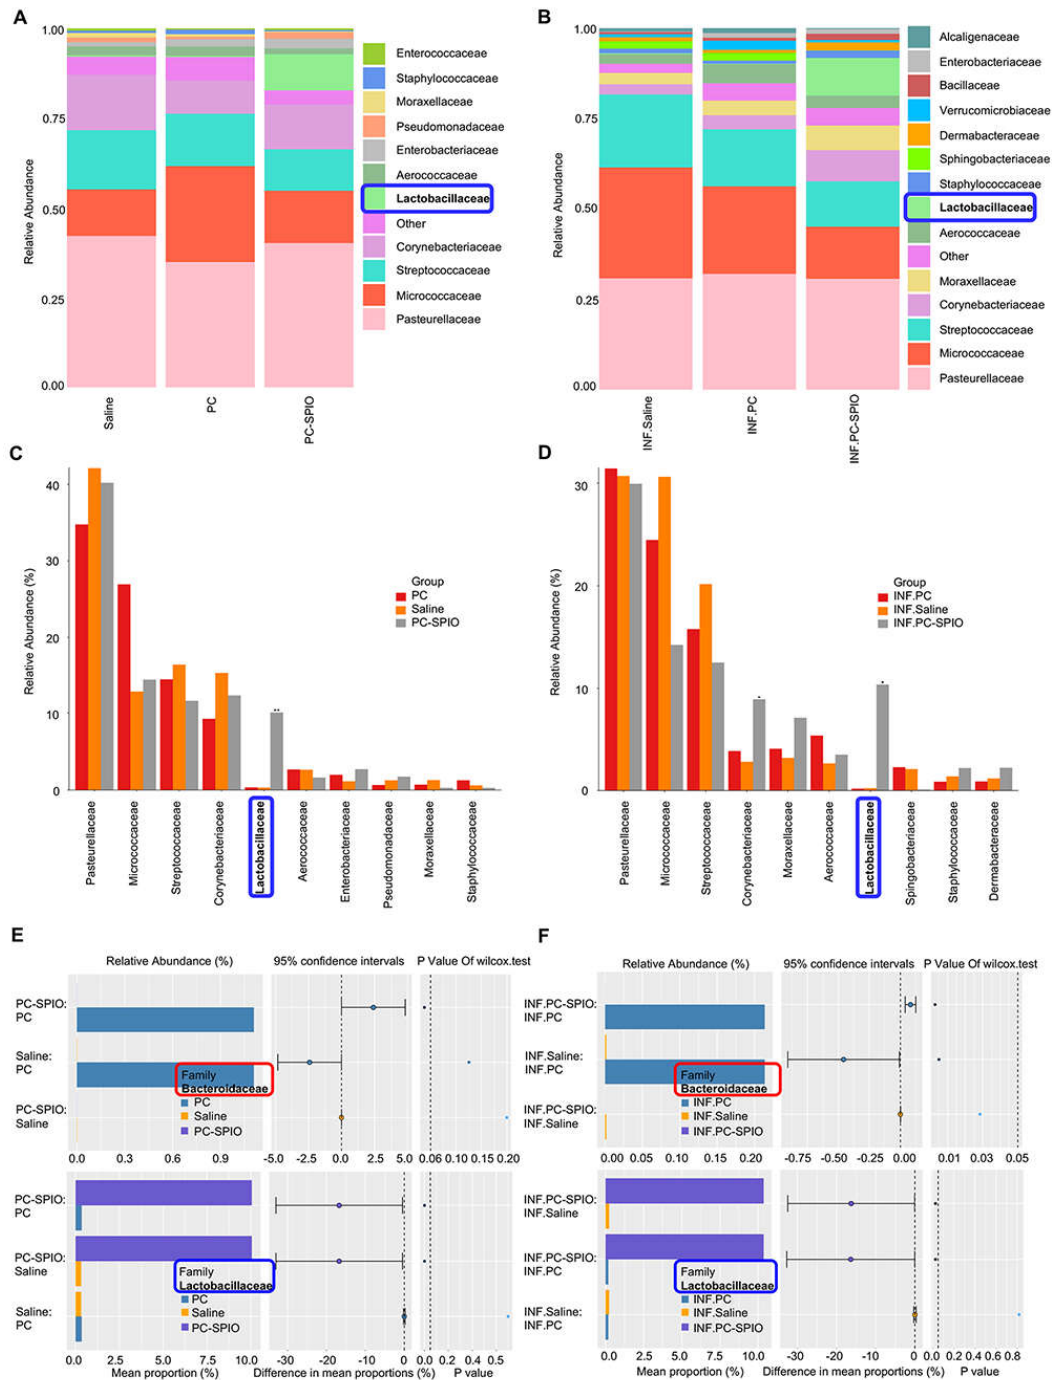 A
1.00
0.75
0.50
0.25
0.00
Relative Abundance
Saline
PC
PC-SPIO
Enterococcaceae
Staphylococcaceae
Moraxellaceae
Pseudomonadaceae
Enterobacteriaceae
Aerococcaceae
Lactobacillaceae
Other
Corynebacteriaceae
Streptococcaceae
Micrococcaceae
Pasteurellaceae
B
1.00
0.75
0.50
0.25
0.00
Relative Abundance
INF.Saline
INF.PC
INF.PC-SPIO
Alcaligenaceae
Enterobacteriaceae
Bacillaceae
Verrucomicrobiaceae
Dermabacteraceae
Sphingobacteriaceae
Staphylococcaceae
Lactobacillaceae
Aerococcaceae
Other
Moraxellaceae
Corynebacteriaceae
Streptococcaceae
Micrococcaceae
Pasteurellaceae
C
40
30
20
10
0
Relative Abundance (%)
Group
PC
Saline
PC-SPIO
**
Pasteurellaceae
Micrococcaceae
Streptococcaceae
Corynebacteriaceae
Lactobacillaceae
Aerococcaceae
Enterobacteriaceae
Pseudomonadaceae
Moraxellaceae
Staphylococcaceae
D
30
20
10
0
Relative Abundance (%)
Group
INF.PC
INF.Saline
INF.PC-SPIO
*
*
Pasteurellaceae
Micrococcaceae
Streptococcaceae
Corynebacteriaceae
Moraxellaceae
Aerococcaceae
Lactobacillaceae
Spingobacteriaceae
Staphylococcaceae
Dermabacteraceae
E
Relative Abundance (%)
95% confidence intervals
P Value Of wilcox.test
PC-SPIO:
PC
Saline:
PC
PC-SPIO:
Saline
Family
Bacteroidaceae
PC
Saline
PC-SPIO
0.0 0.3 0.6 0.9
-5.0 -2.5 0.0 2.5 5.0
0.06 0.10 0.15 0.20
PC-SPIO:
PC
PC-SPIO:
Saline
Saline:
PC
Family
Lactobacillaceae
PC
Saline
PC-SPIO
0.0 2.5 5.0 7.5 10.0
-30 -20 -10 0
0.0 0.2 0.4
Mean proportion (%)
Difference in mean proportions (%)
P value
F
Relative Abundance (%)
95% confidence intervals
P Value Of wilcox.test
INF.PC-SPIO:
INF.PC
INF.Saline:
INF.PC
INF.PC-SPIO:
INF.Saline
Family
Bacteroidaceae
INF.PC
INF.Saline
INF.PC-SPIO
0.00 0.05 0.10 0.15 0.20
-0.75 -0.50 -0.25 0.00
0.01 0.03 0.05
INF.PC-SPIO:
INF.Saline
INF.PC-SPIO:
INF.PC
INF.Saline:
INF.PC
Family
Lactobacillaceae
INF.PC
INF.Saline
INF.PC-SPIO
0.0 2.5 5.0 7.5 10.0
-30 -20 -10 0
0.0 0.2 0.4 0.6 0.8
Mean proportion (%)
Difference in mean proportions (%)
P value